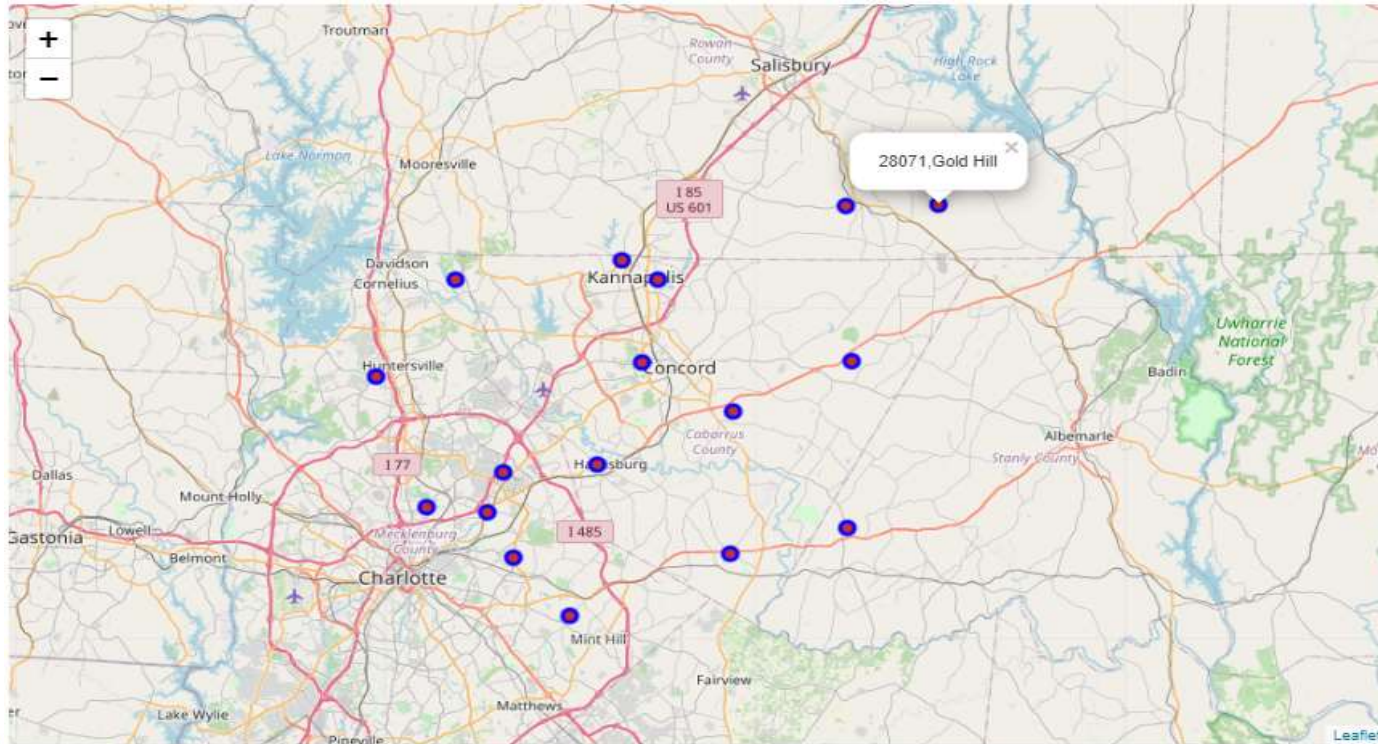 +
−
Troutman
Rowan
County
Salisbury
High Rock
Lake
Lake Norman
Mooresville
28071,Gold Hill
×
I 85
US 601
Davidson
Cornelius
Kannapolis
Uwharrie
National
Forest
Huntersville
Concord
Badin
Cabarrus
County
Albemarle
Stanly County
Dallas
I 77
Harrisburg
Mount Holly
Lowell
Gastonia
Belmont
Mecklenburg
County
I 485
Charlotte
Mint Hill
Fairview
Matthews
Lake Wylie
Pineville
Leaflet